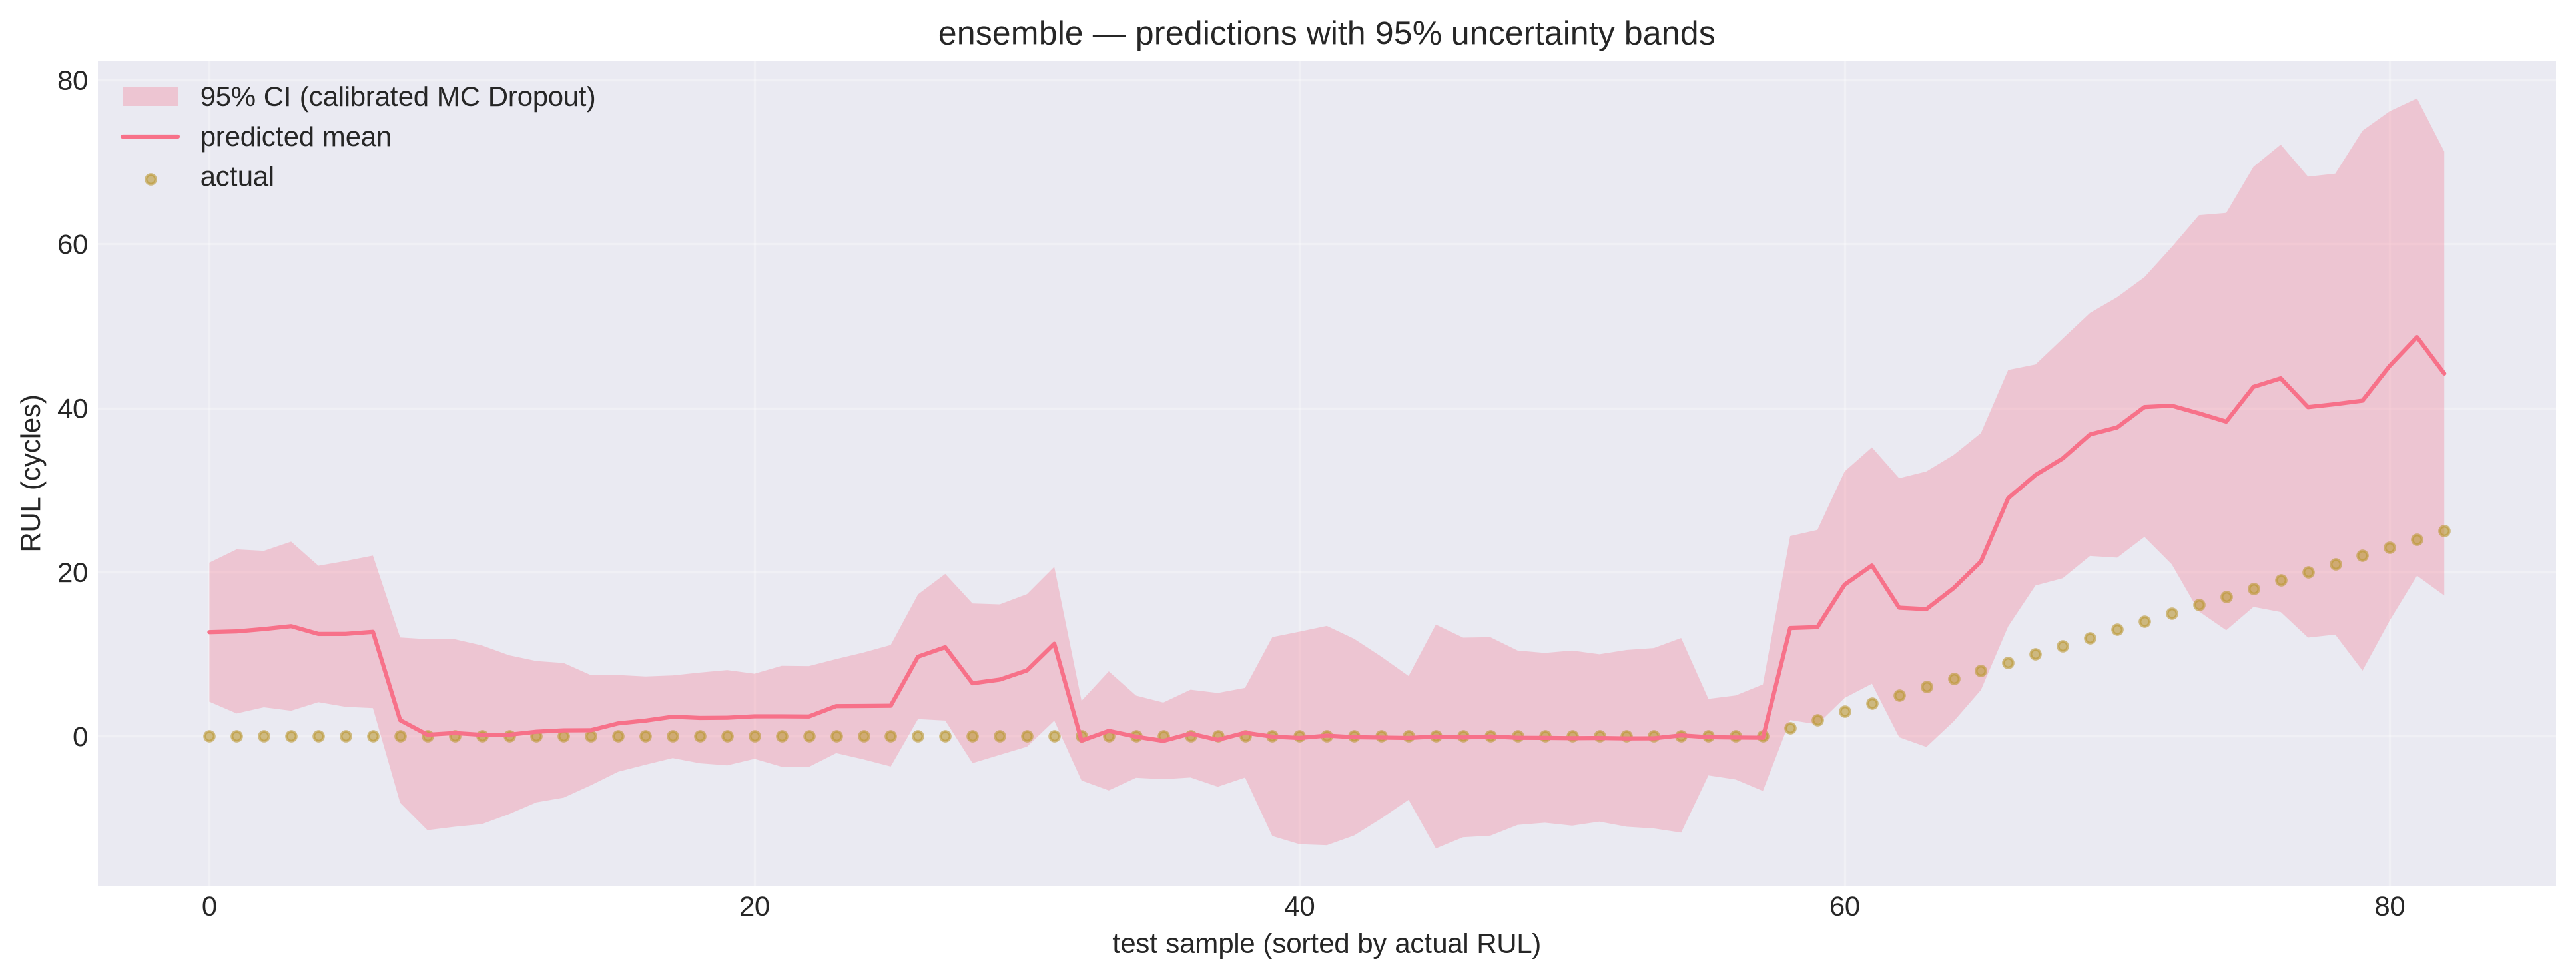 ensemble — predictions with 95% uncertainty bands
95% CI (calibrated MC Dropout)
predicted mean
actual
RUL (cycles)
80
60
40
20
0
0 20 40 60 80
test sample (sorted by actual RUL)